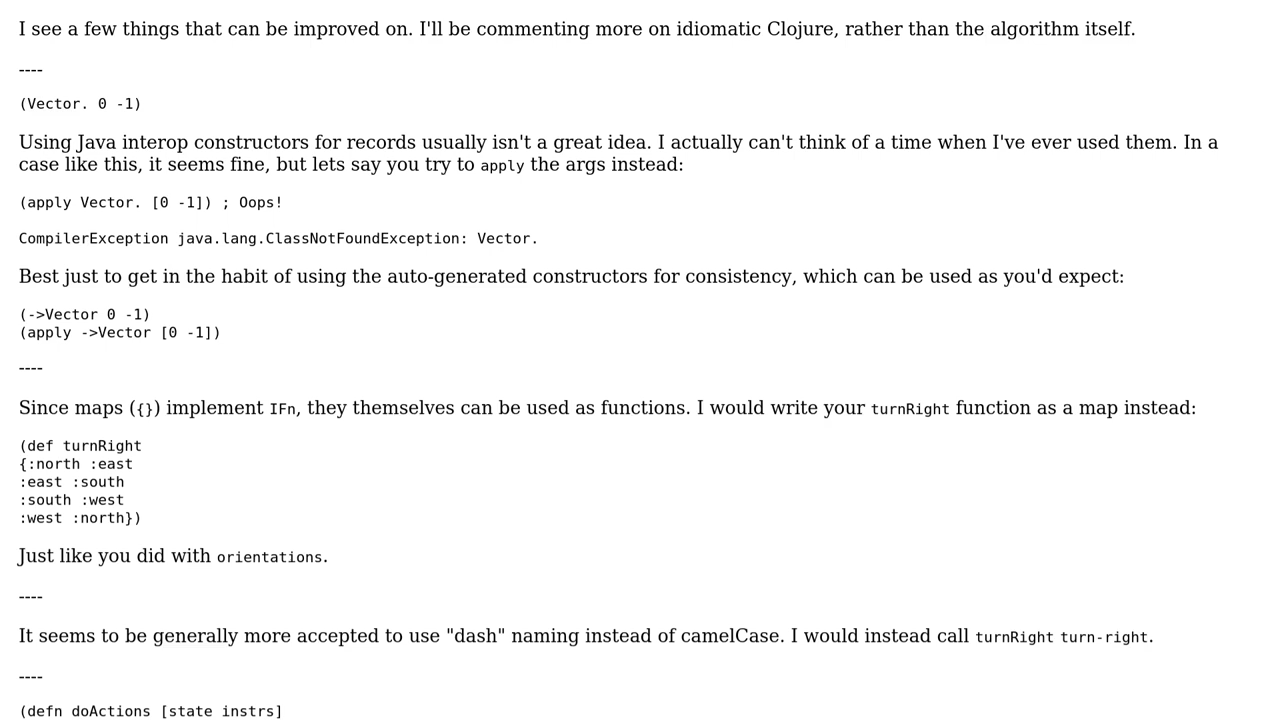 I see a few things that can be improved on. I'll be commenting more on idiomatic Clojure, rather than the algorithm itself.
----
(Vector. 0 -1)
Using Java interop constructors for records usually isn't a great idea. I actually can't think of a time when I've ever used them. In a
case like this, it seems fine, but lets say you try to apply the args instead:
(apply Vector. [0 -1]) ; Oops!
CompilerException java.lang.ClassNotFoundException: Vector.
Best just to get in the habit of using the auto-generated constructors for consistency, which can be used as you'd expect:
(->Vector 0 -1)
(apply ->Vector [0 -1])
----
Since maps ({}) implement IFn, they themselves can be used as functions. I would write your turnRight function as a map instead:
(def turnRight
{:north :east
:east :south
:south :west
:west :north})
Just like you did with orientations.
----
It seems to be generally more accepted to use "dash" naming instead of camelCase. I would instead call turnRight turn-right.
----
(defn doActions [state instrs]